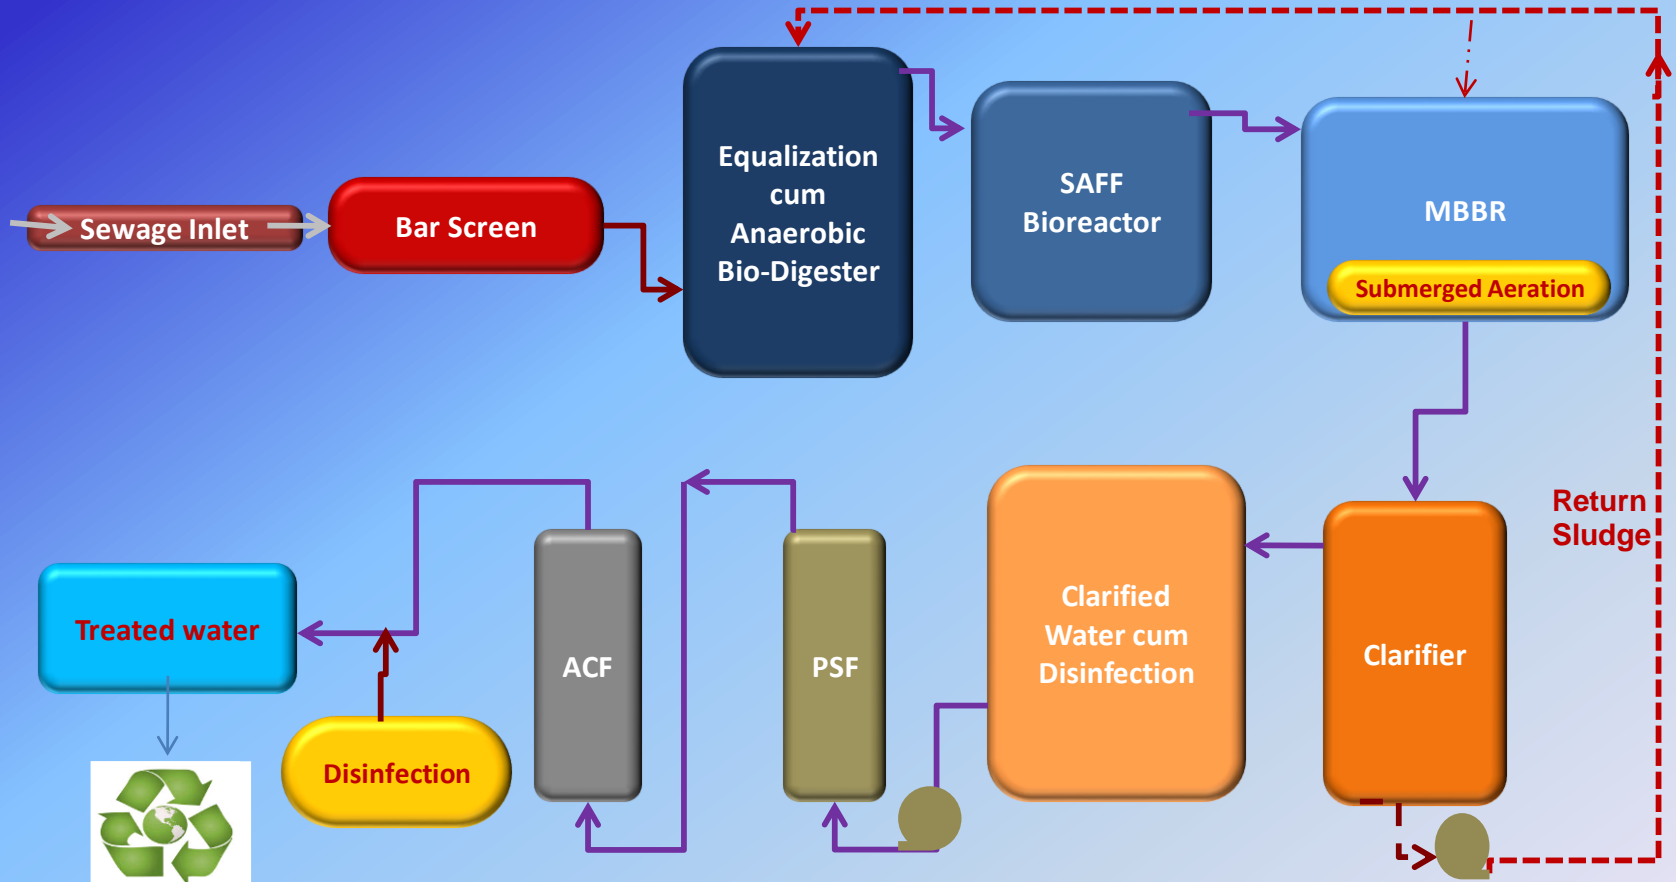 Sewage Inlet
Bar Screen
Equalization
cum
Anaerobic
Bio-Digester
SAFF
Bioreactor
MBBR
Submerged Aeration
Return
Sludge
Treated water
Disinfection
ACF
PSF
Clarified
Water cum
Disinfection
Clarifier